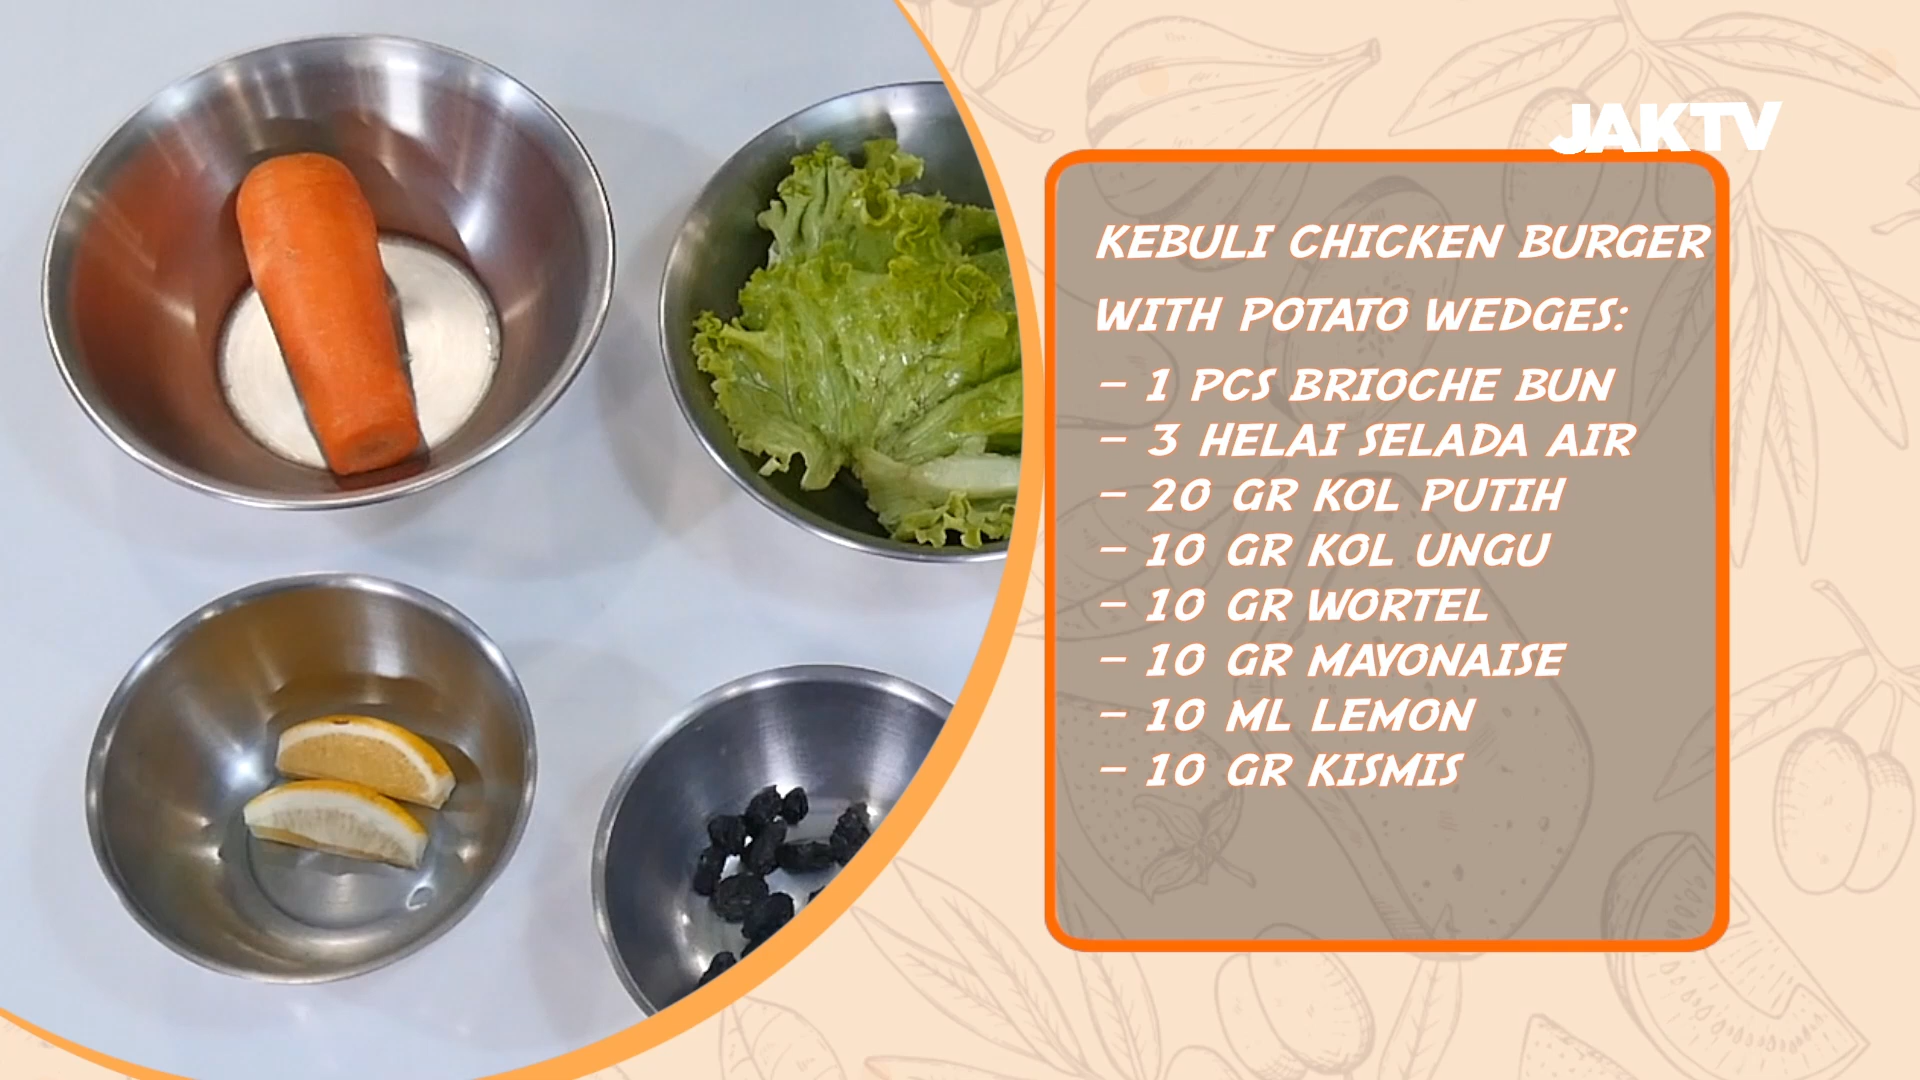 JAKTV
KEBULI CHICKEN BURGER
WITH POTATO WEDGES:
- 1 PCS BRIOCHE BUN
- 3 HELAI SELADA AIR
- 20 GR KOL PUTIH
- 10 GR KOL UNGU
- 10 GR WORTEL
- 10 GR MAYONAISE
- 10 ML LEMON
- 10 GR KISMIS